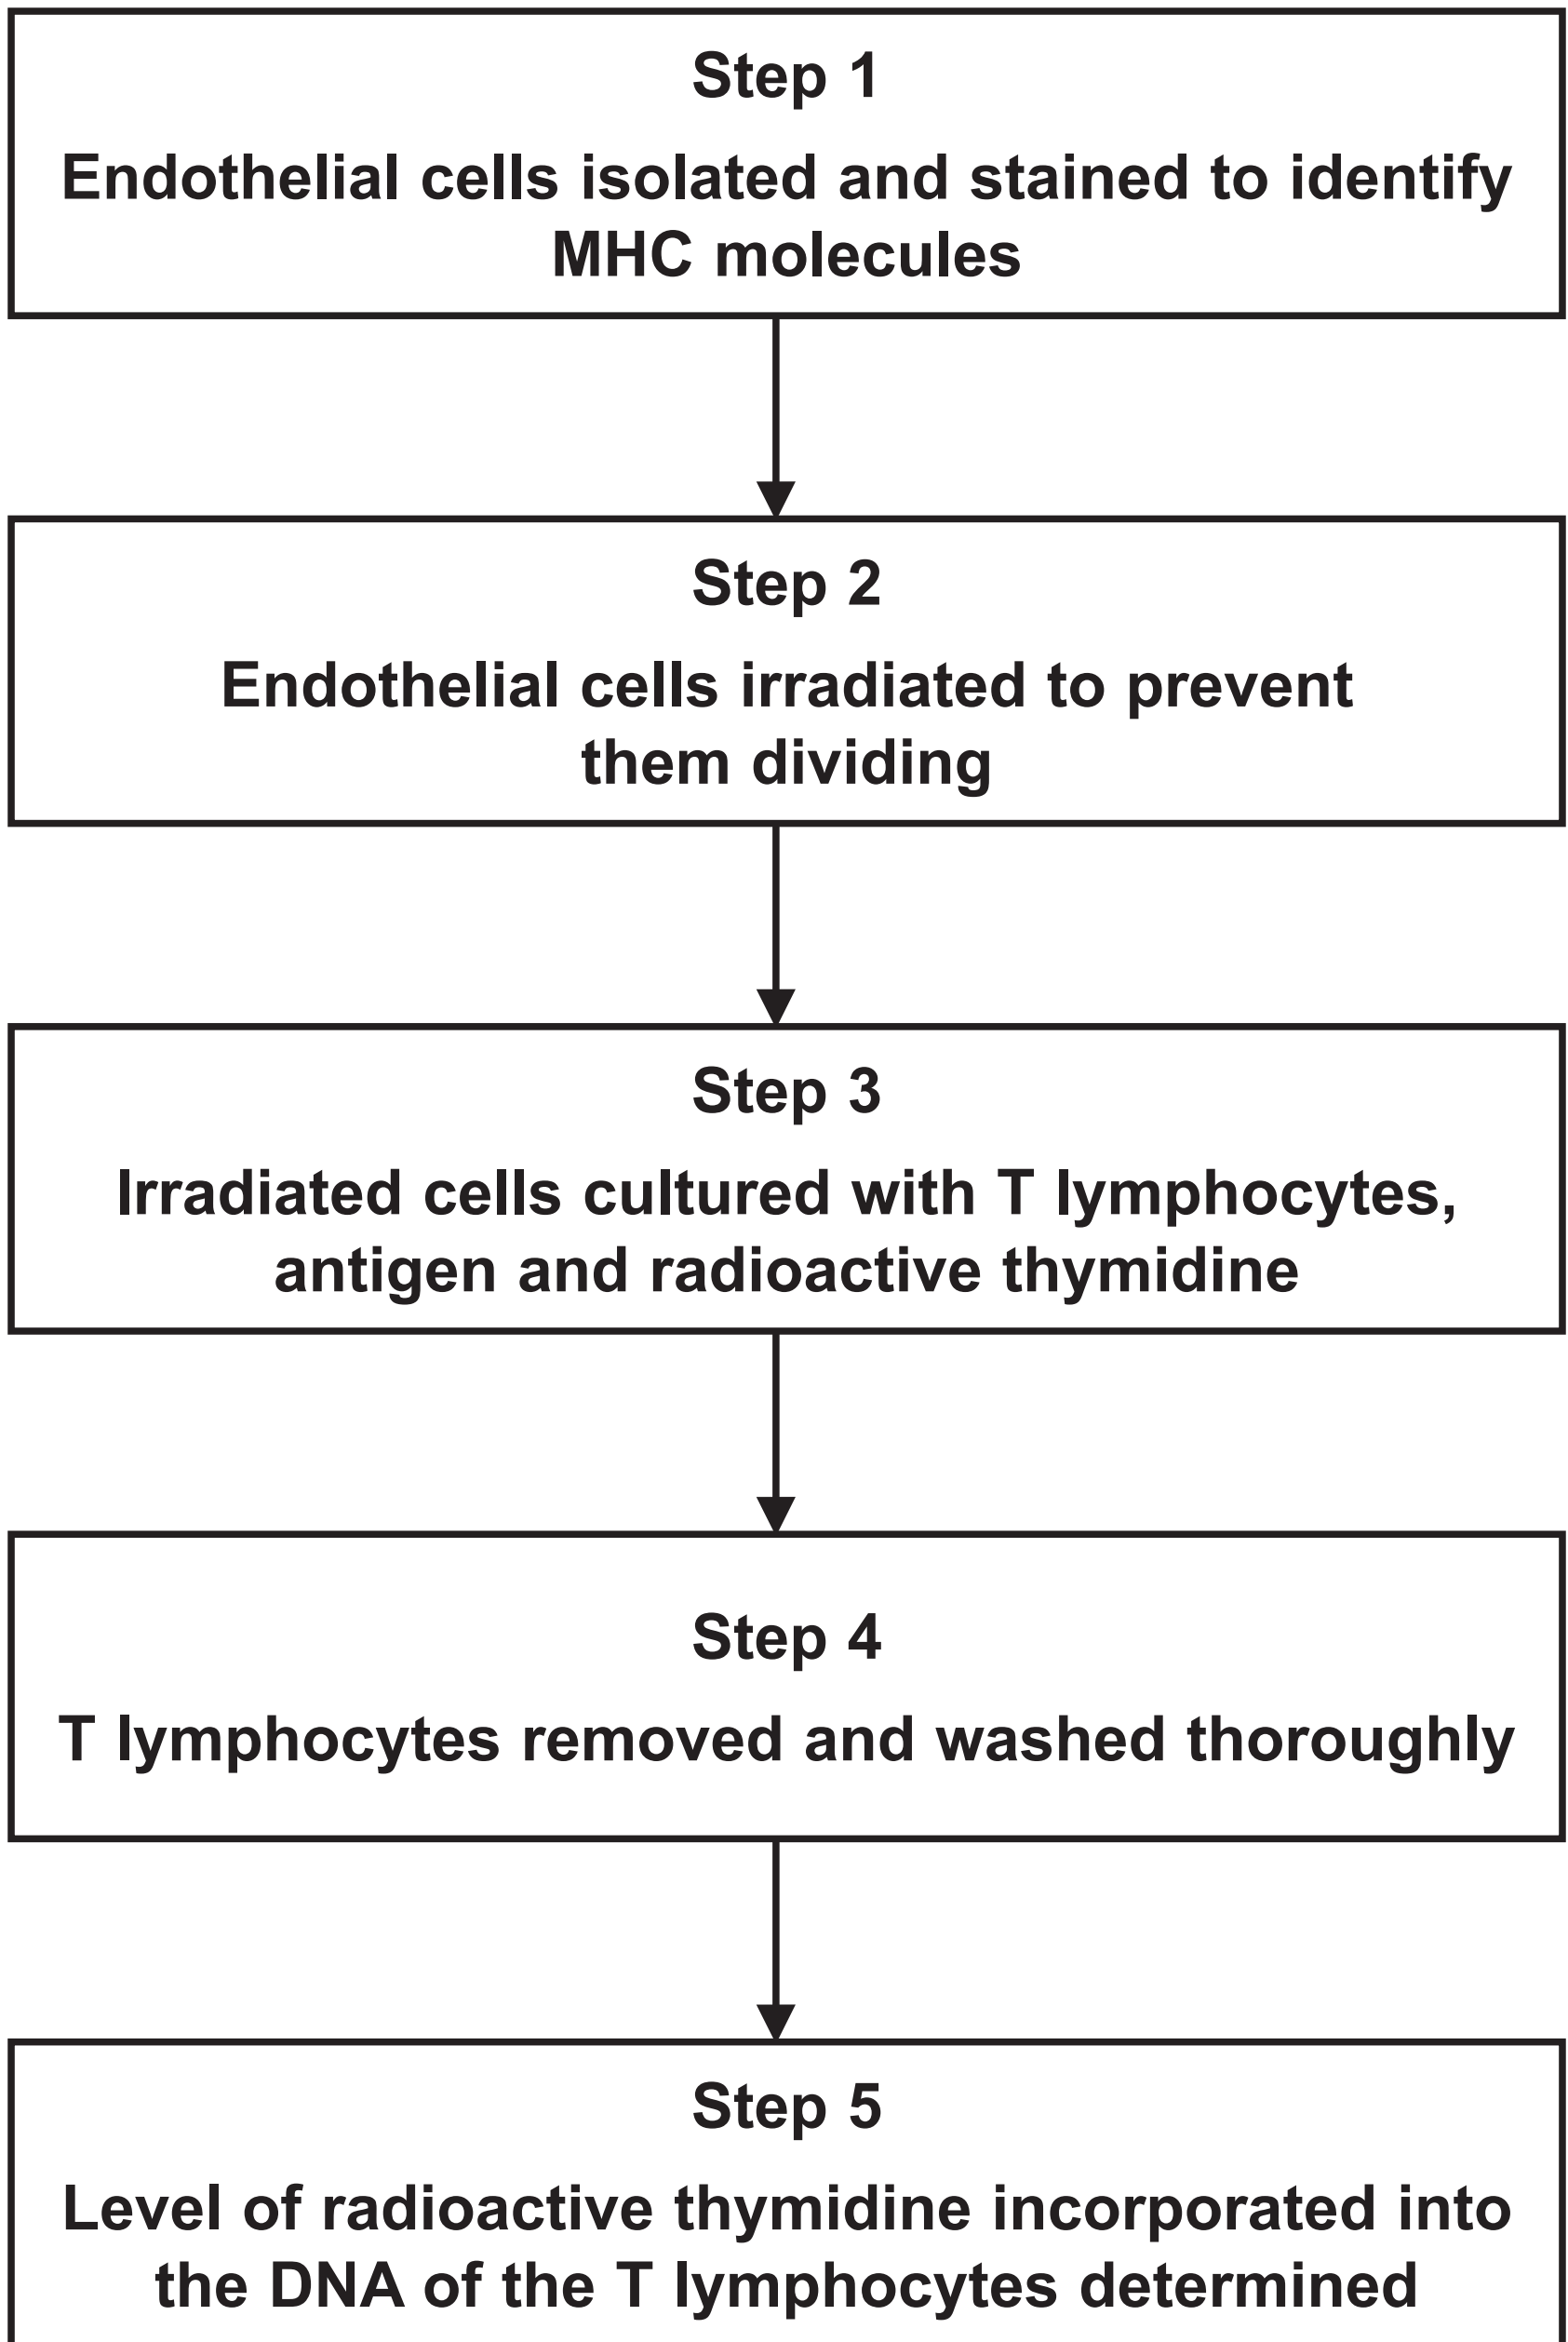 Step 1
Endothelial cells isolated and stained to identify
MHC molecules
Step 2
Endothelial cells irradiated to prevent
them dividing
Step 3
Irradiated cells cultured with T lymphocytes,
antigen and radioactive thymidine
Step 4
T lymphocytes removed and washed thoroughly
Step 5
Level of radioactive thymidine incorporated into
the DNA of the T lymphocytes determined